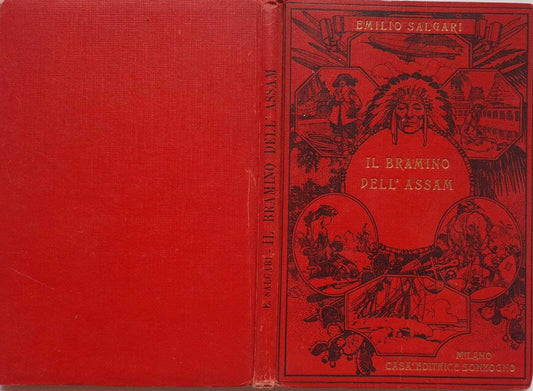 E. SALGARI - IL BRAMINO DELL' ASSAM
EMILIO SALGARI
IL BRAMINO
DELL' ASSAM
MILANO
CASA EDITRICE SONZOGNO